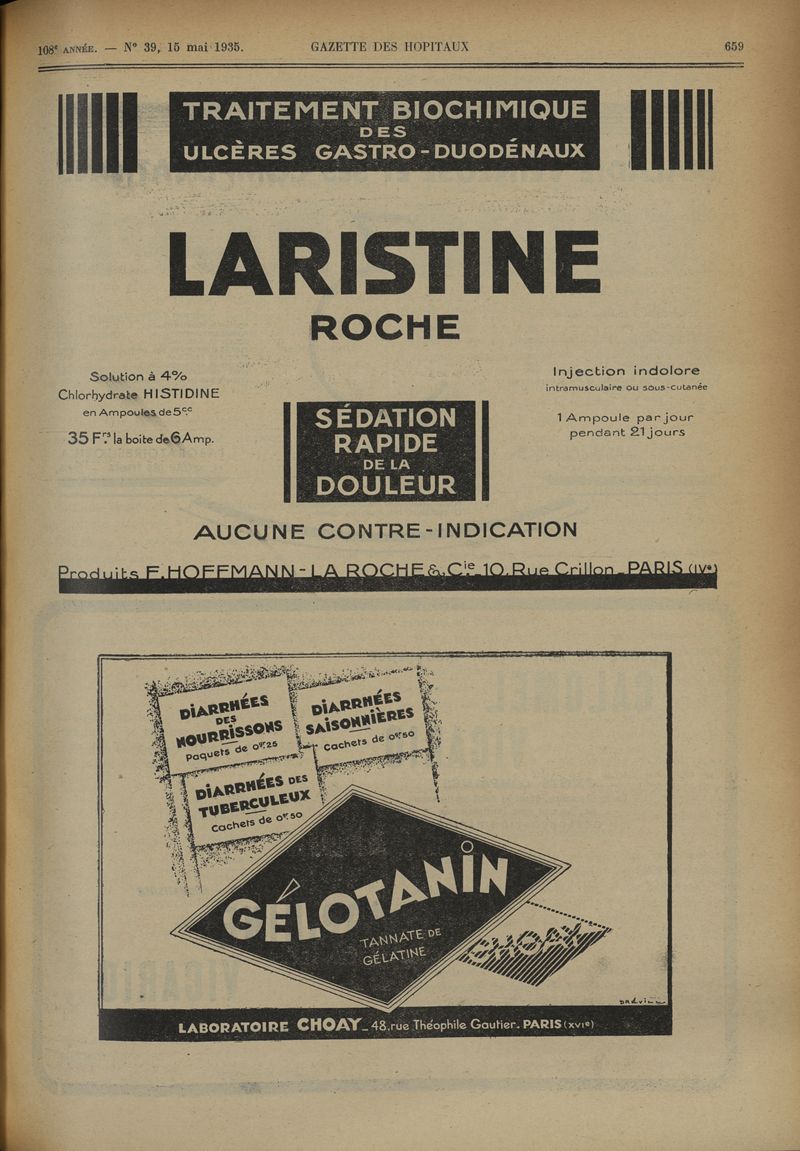 108e ANNÉE. — N° 39, 15 mai 1935. GAZETTE DES HOPITAUX 659
TRAITEMENT BIOCHIMIQUE
DES
ULCÈRES GASTRO-DUODÉNAUX
LARISTINE
ROCHE
Solution à 4%
Chlorhydrate HISTIDINE
en Ampoules de 5cc
35 Frs la boite de 6 Amp.
Injection indolore
intramusculaire ou sous-cutanée
1 Ampoule par jour
pendant 21 jours
SÉDATION
RAPIDE
DE LA
DOULEUR
AUCUNE CONTRE-INDICATION
Produits F. HOFFMANN-LA ROCHE & Cie_10, Rue Crillon_PARIS (IVe)
DIARRHÉES
DES
NOURRISSONS
Paquets de 0gr25
DIARRHÉES
SAISONNIÈRES
Cachets de 0gr50
DIARRHÉES DES
TUBERCULEUX
Cachets de 0gr50
GÉLOTANIN
TANNATE DE
GÉLATINE
CHOAY
LABORATOIRE CHOAY_48, rue Théophile Gautier. PARIS (XVIe)